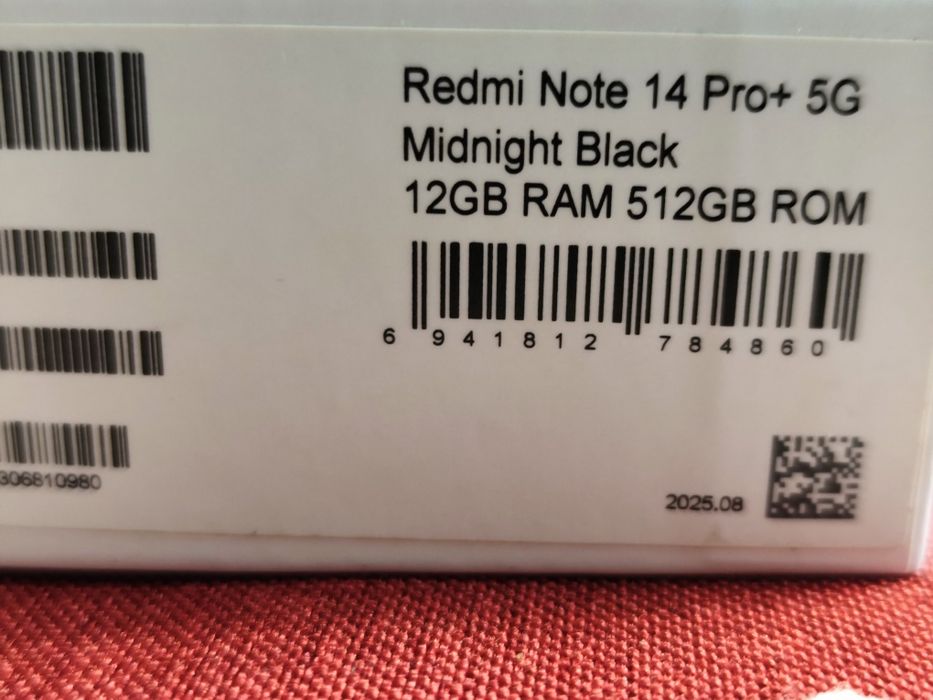 Redmi Note 14 Pro+ 5G
Midnight Black
12GB RAM 512GB ROM
6 941812 784860
306810980
2025.08